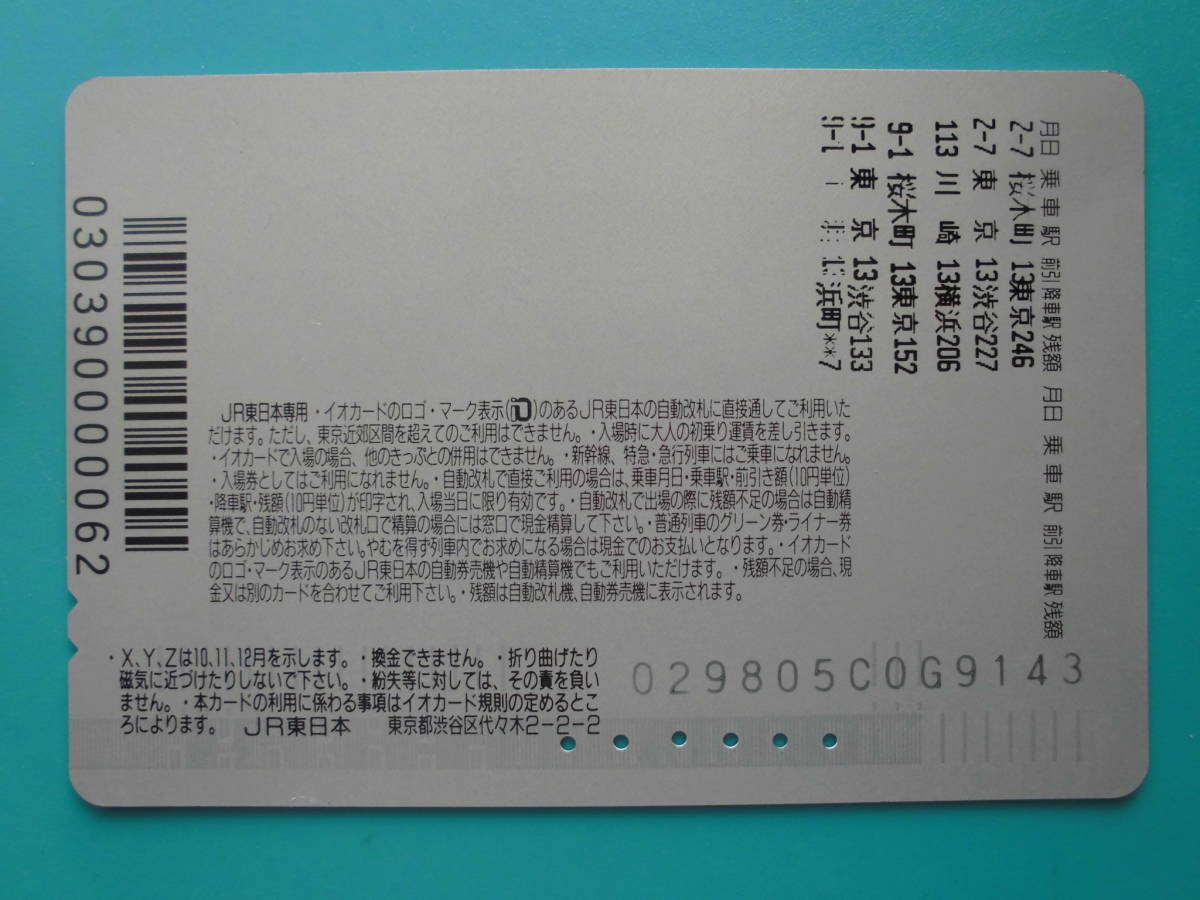 月日 乗 車 駅 前引 降車駅 残額 月日 乗 車 駅 前引 降車駅 残額
2-7 桜木町 13東京246
2-7 東 京 13渋谷227
113 川 崎 13横浜206
9-1 桜木町 13東京152
9-1 東 京 13渋谷133
9-1 浜町**7
0303900000062
JR東日本専用・イオカードのロゴ・マーク表示(iO)のあるJR東日本の自動改札に直接通してご利用いた
だけます。ただし、東京近郊区間を超えてのご利用はできません。・入場時に大人の初乗り運賃を差し引きます。
・イオカードで入場の場合、他のきっぷとの併用はできません。・新幹線、特急・急行列車にはご乗車になれません。
・入場券としてはご利用になれません。・自動改札で直接ご利用の場合は、乗車月日・乗車駅・前引き額(10円単位)
・降車駅・残額(10円単位)が印字され、入場当日に限り有効です。・自動改札で出場の際に残額不足の場合は自動精
算機で、自動改札のない改札口で精算の場合には窓口で現金精算して下さい。・普通列車のグリーン券・ライナー券
はあらかじめお求め下さい。やむを得ず列車内でお求めになる場合は現金でのお支払いとなります。・イオカード
のロゴ・マーク表示のあるJR東日本の自動券売機や自動精算機でもご利用いただけます。・残額不足の場合、現
金又は別のカードを合わせてご利用下さい。・残額は自動改札機、自動券売機に表示されます。
・X、Y、Zは10、11、12月を示します。・換金できません。・折り曲げたり
磁気に近づけたりしないで下さい。・紛失等に対しては、その責を負い
ません。・本カードの利用に係わる事項はイオカード規則の定めるとこ
ろによります。 JR東日本 東京都渋谷区代々木2-2-2
029805C0G9143